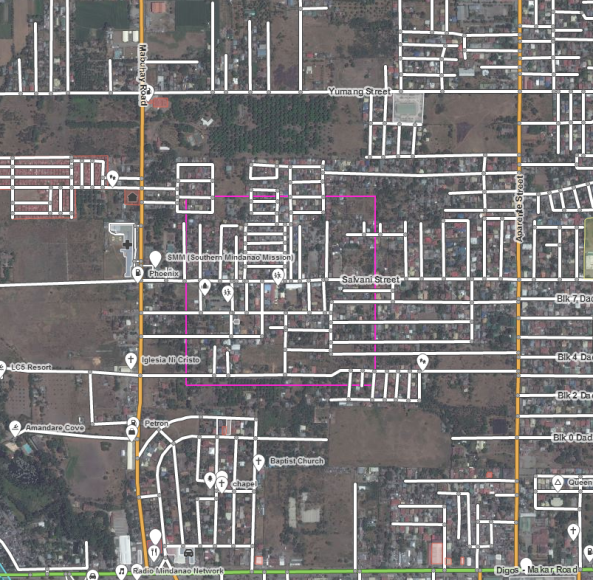 Mabuhay Road
Yumang Street
Aparente Street
SMM (Southern Mindanao Mission)
Phoenix
Salvani Street
Blk 7 Dad
Iglesia Ni Cristo
LCS Resort
Blk 4 Dad
Blk 2 Dad
Amandare Cove
Petron
Blk 0 Dad
Baptist Church
chapel
Queen
Radio Mindanao Network
Digos - Makar Road